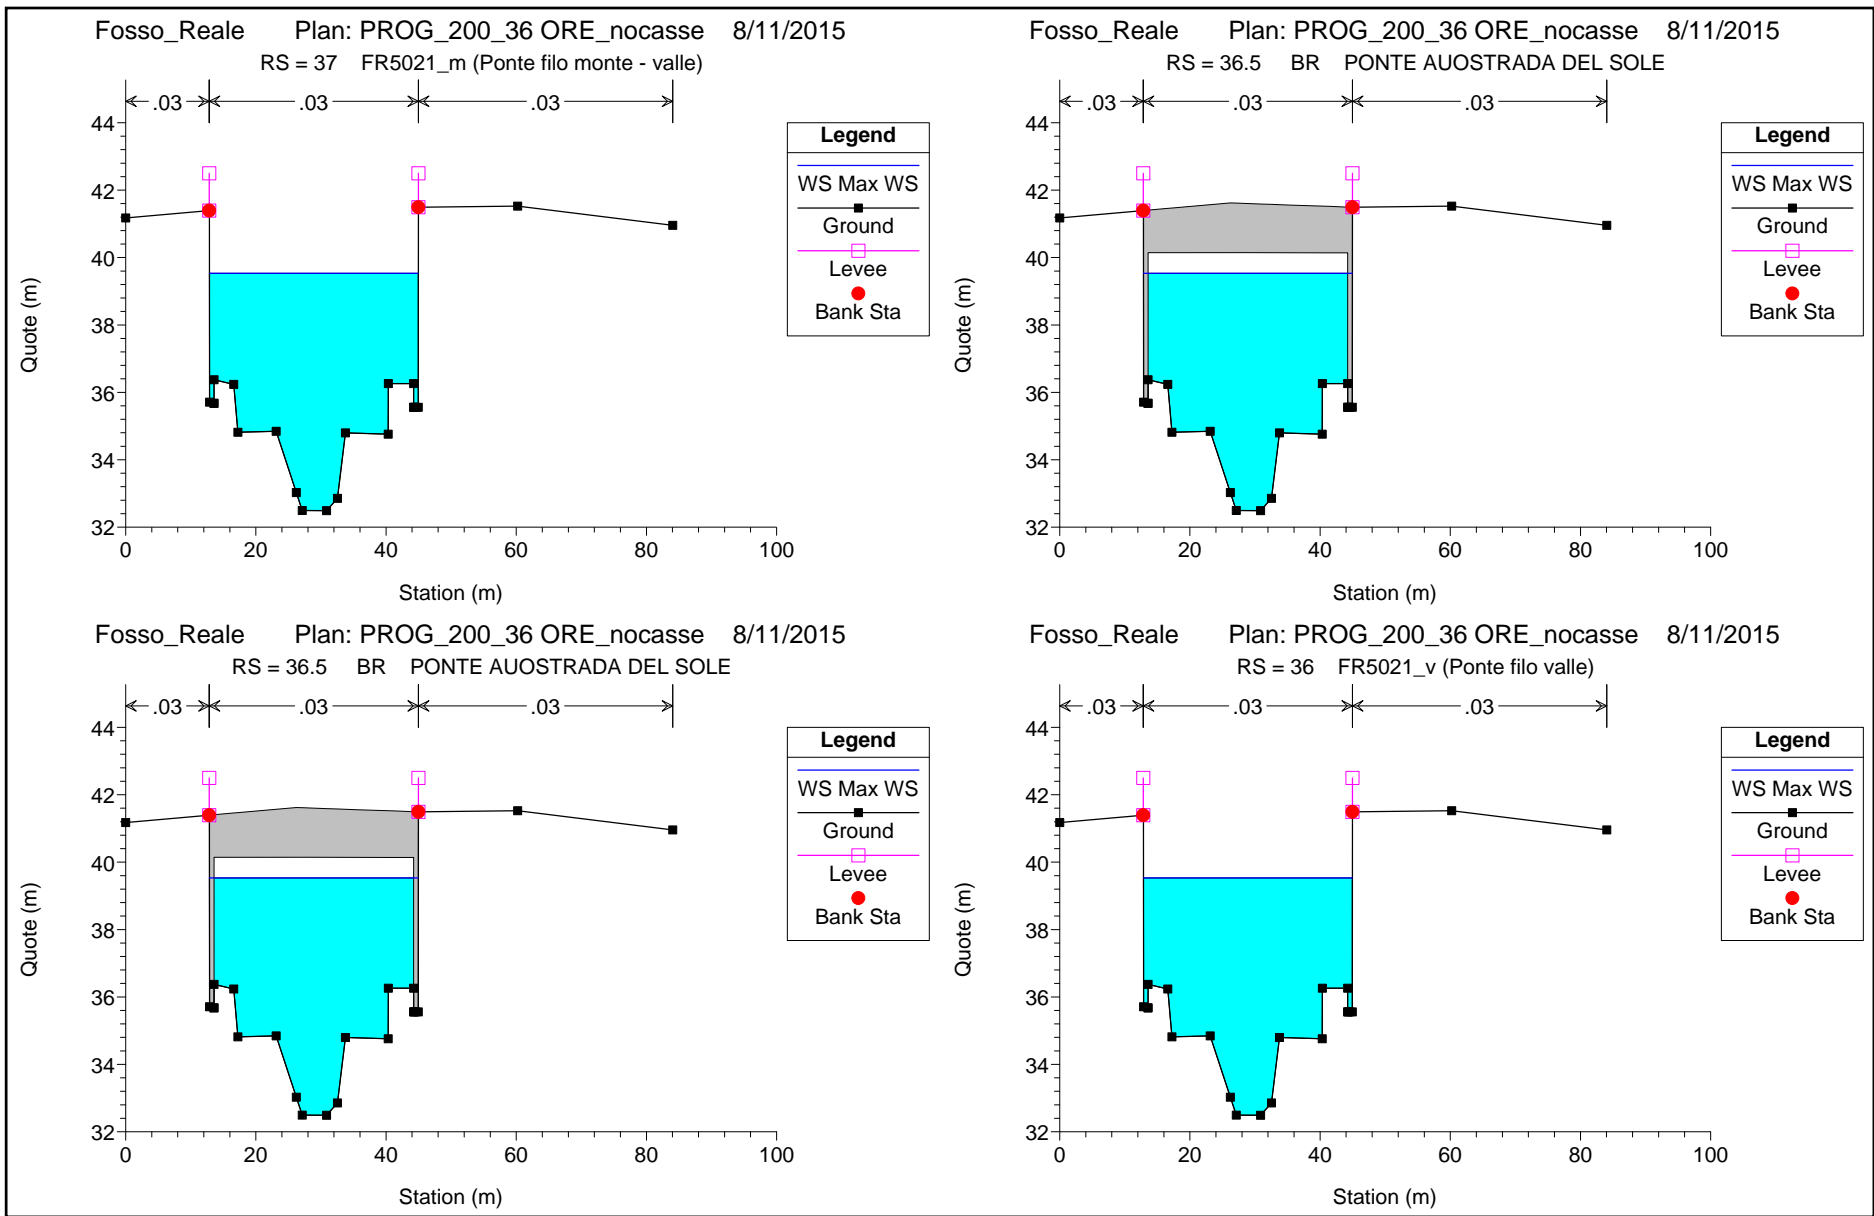 Fosso_Reale Plan: PROG_200_36 ORE_nocasse 8/11/2015
RS = 37 FR5021_m (Ponte filo monte - valle)
.03 .03 .03
44
42
40
38
36
34
32
Quote (m)
0 20 40 60 80 100
Station (m)
Legend
WS Max WS
Ground
Levee
Bank Sta
Fosso_Reale Plan: PROG_200_36 ORE_nocasse 8/11/2015
RS = 36.5 BR PONTE AUOSTRADA DEL SOLE
.03 .03 .03
44
42
40
38
36
34
32
Quote (m)
0 20 40 60 80 100
Station (m)
Legend
WS Max WS
Ground
Levee
Bank Sta
Fosso_Reale Plan: PROG_200_36 ORE_nocasse 8/11/2015
RS = 36.5 BR PONTE AUOSTRADA DEL SOLE
.03 .03 .03
44
42
40
38
36
34
32
Quote (m)
0 20 40 60 80 100
Station (m)
Legend
WS Max WS
Ground
Levee
Bank Sta
Fosso_Reale Plan: PROG_200_36 ORE_nocasse 8/11/2015
RS = 36 FR5021_v (Ponte filo valle)
.03 .03 .03
44
42
40
38
36
34
32
Quote (m)
0 20 40 60 80 100
Station (m)
Legend
WS Max WS
Ground
Levee
Bank Sta